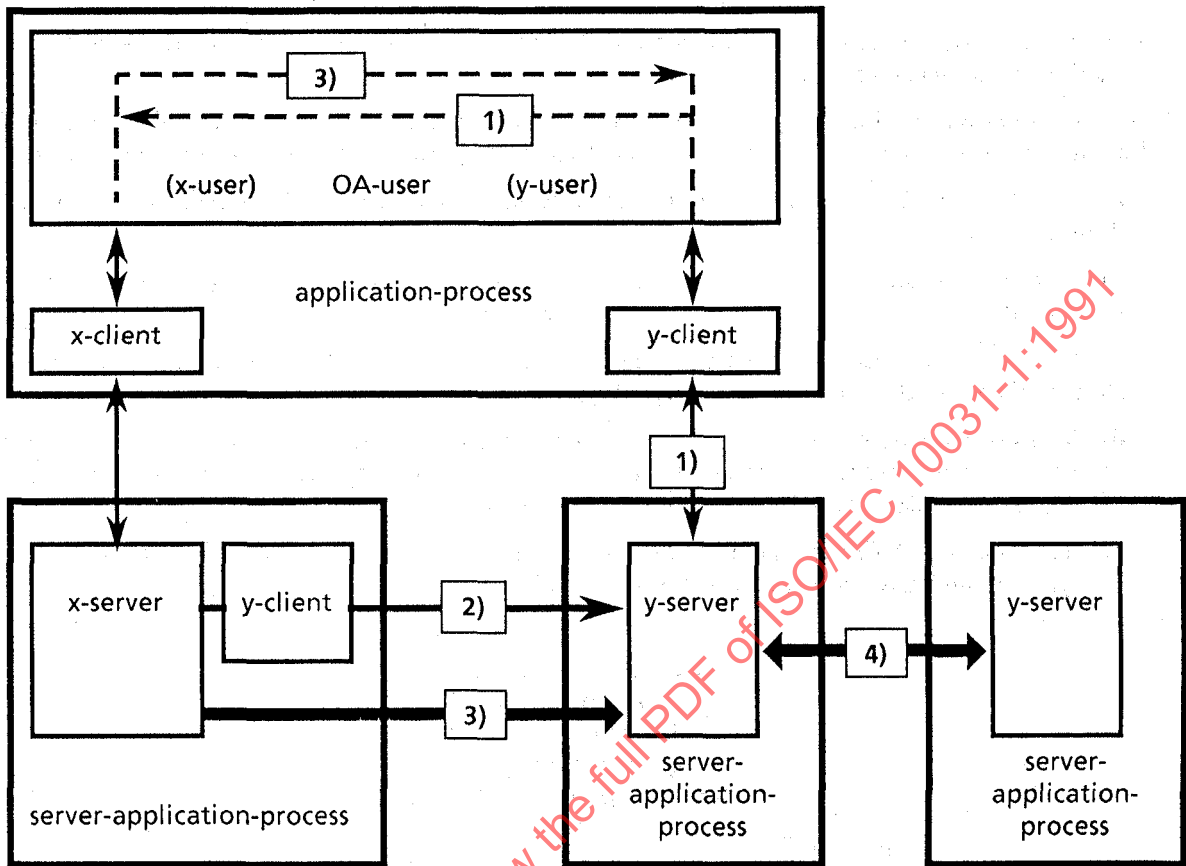 3)
1)
(x-user) OA-user (y-user)
application-process
x-client
y-client
1)
x-server
y-client
2)
y-server
y-server
4)
3)
server-application-process
server-
application-
process
server-
application-
process
w the full PDF of ISO/IEC 10031-1:1991